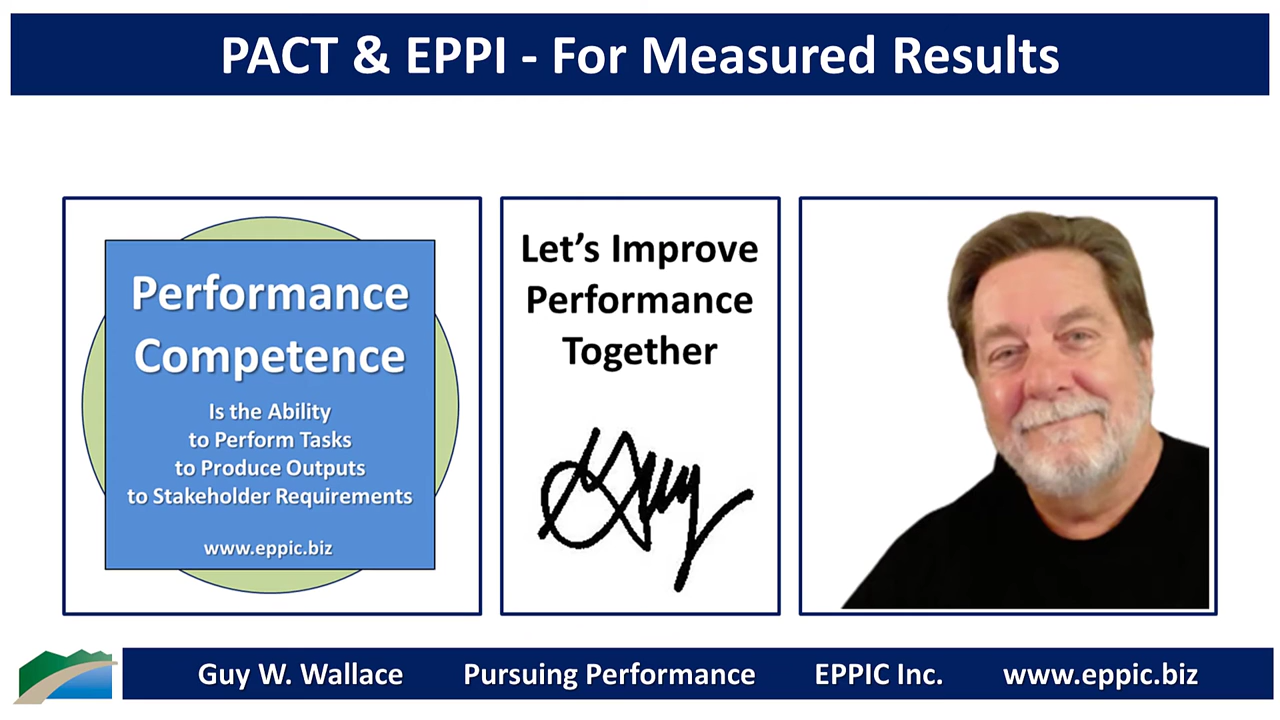 PACT & EPPI - For Measured Results
Performance
Competence
Is the Ability
to Perform Tasks
to Produce Outputs
to Stakeholder Requirements
www.eppic.biz
Let’s Improve
Performance
Together
Guy
Guy W. Wallace Pursuing Performance EPPIC Inc. www.eppic.biz